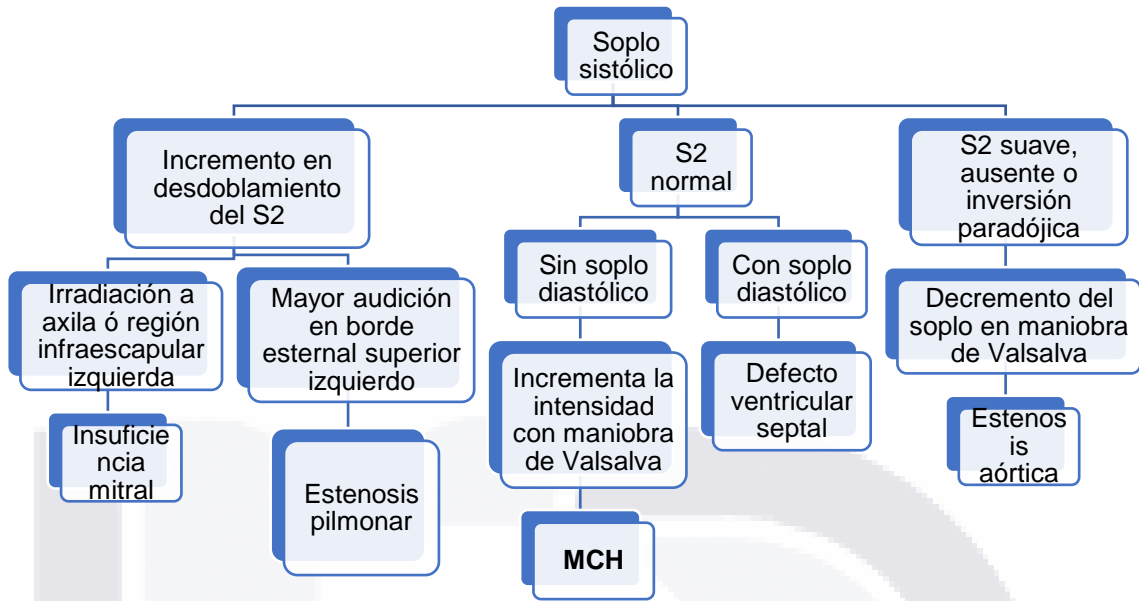 Soplo
sistólico
Incremento en
desdoblamiento
del S2
S2
normal
S2 suave,
ausente o
inversión
paradójica
Irradiación a
axila ó región
infraescapular
izquierda
Mayor audición
en borde
esternal superior
izquierdo
Sin soplo
diastólico
Con soplo
diastólico
Decremento del
soplo en maniobra
de Valsalva
Insuficie
ncia
mitral
Estenosis
pilmonar
Incrementa la
intensidad
con maniobra
de Valsalva
Defecto
ventricular
septal
Estenos
is
aórtica
MCH